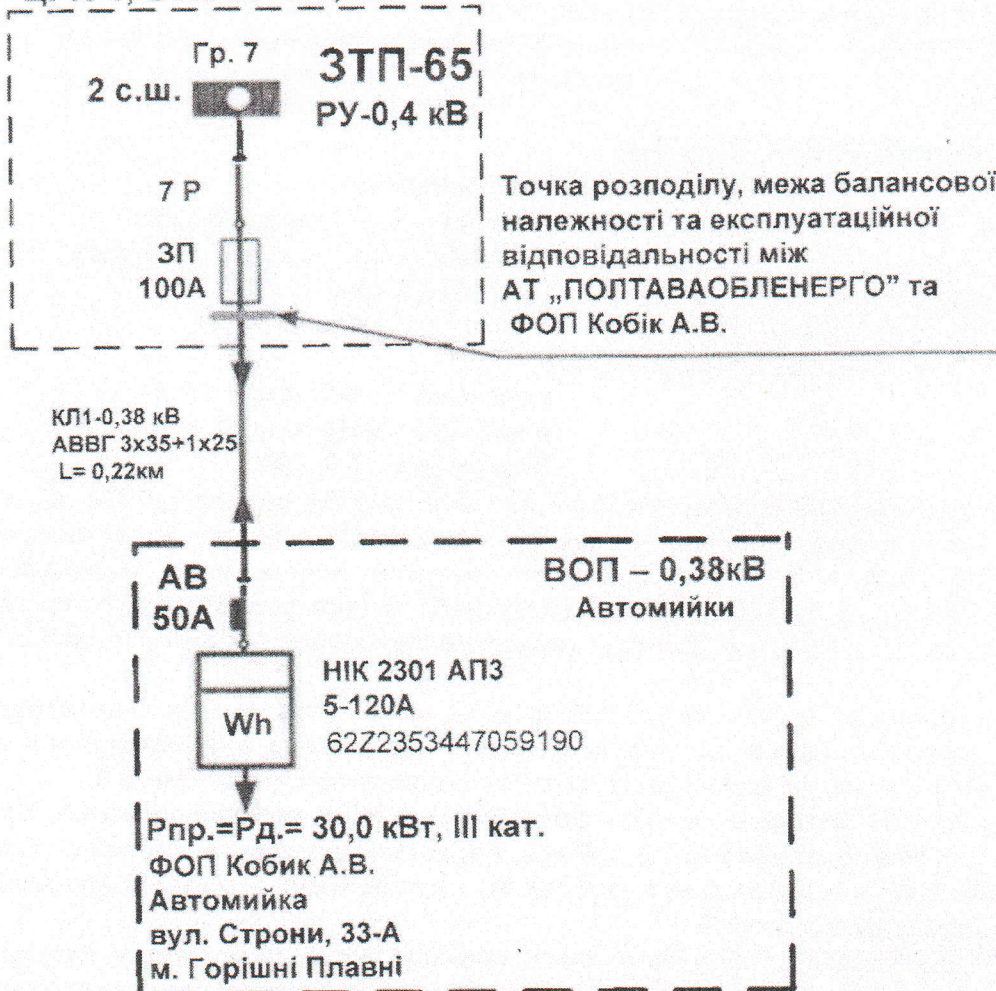 Гр. 7
2 с.ш.
ЗТП-65
РУ-0,4 кВ
7 Р
ЗП
100А
Точка розподілу, межа балансової
належності та експлуатаційної
відповідальності між
АТ „ПОЛТАВАОБЛЕНЕРГО" та
ФОП Кобік А.В.
КЛ1-0,38 кВ
АВВГ 3х35+1х25
L= 0,22км
АВ
50А
ВОП – 0,38кВ
Автомийки
НІК 2301 АП3
5-120А
62Z2353447059190
Wh
Рпр.=Рд.= 30,0 кВт, III кат.
ФОП Кобик А.В.
Автомийка
вул. Строни, 33-А
м. Горішні Плавні